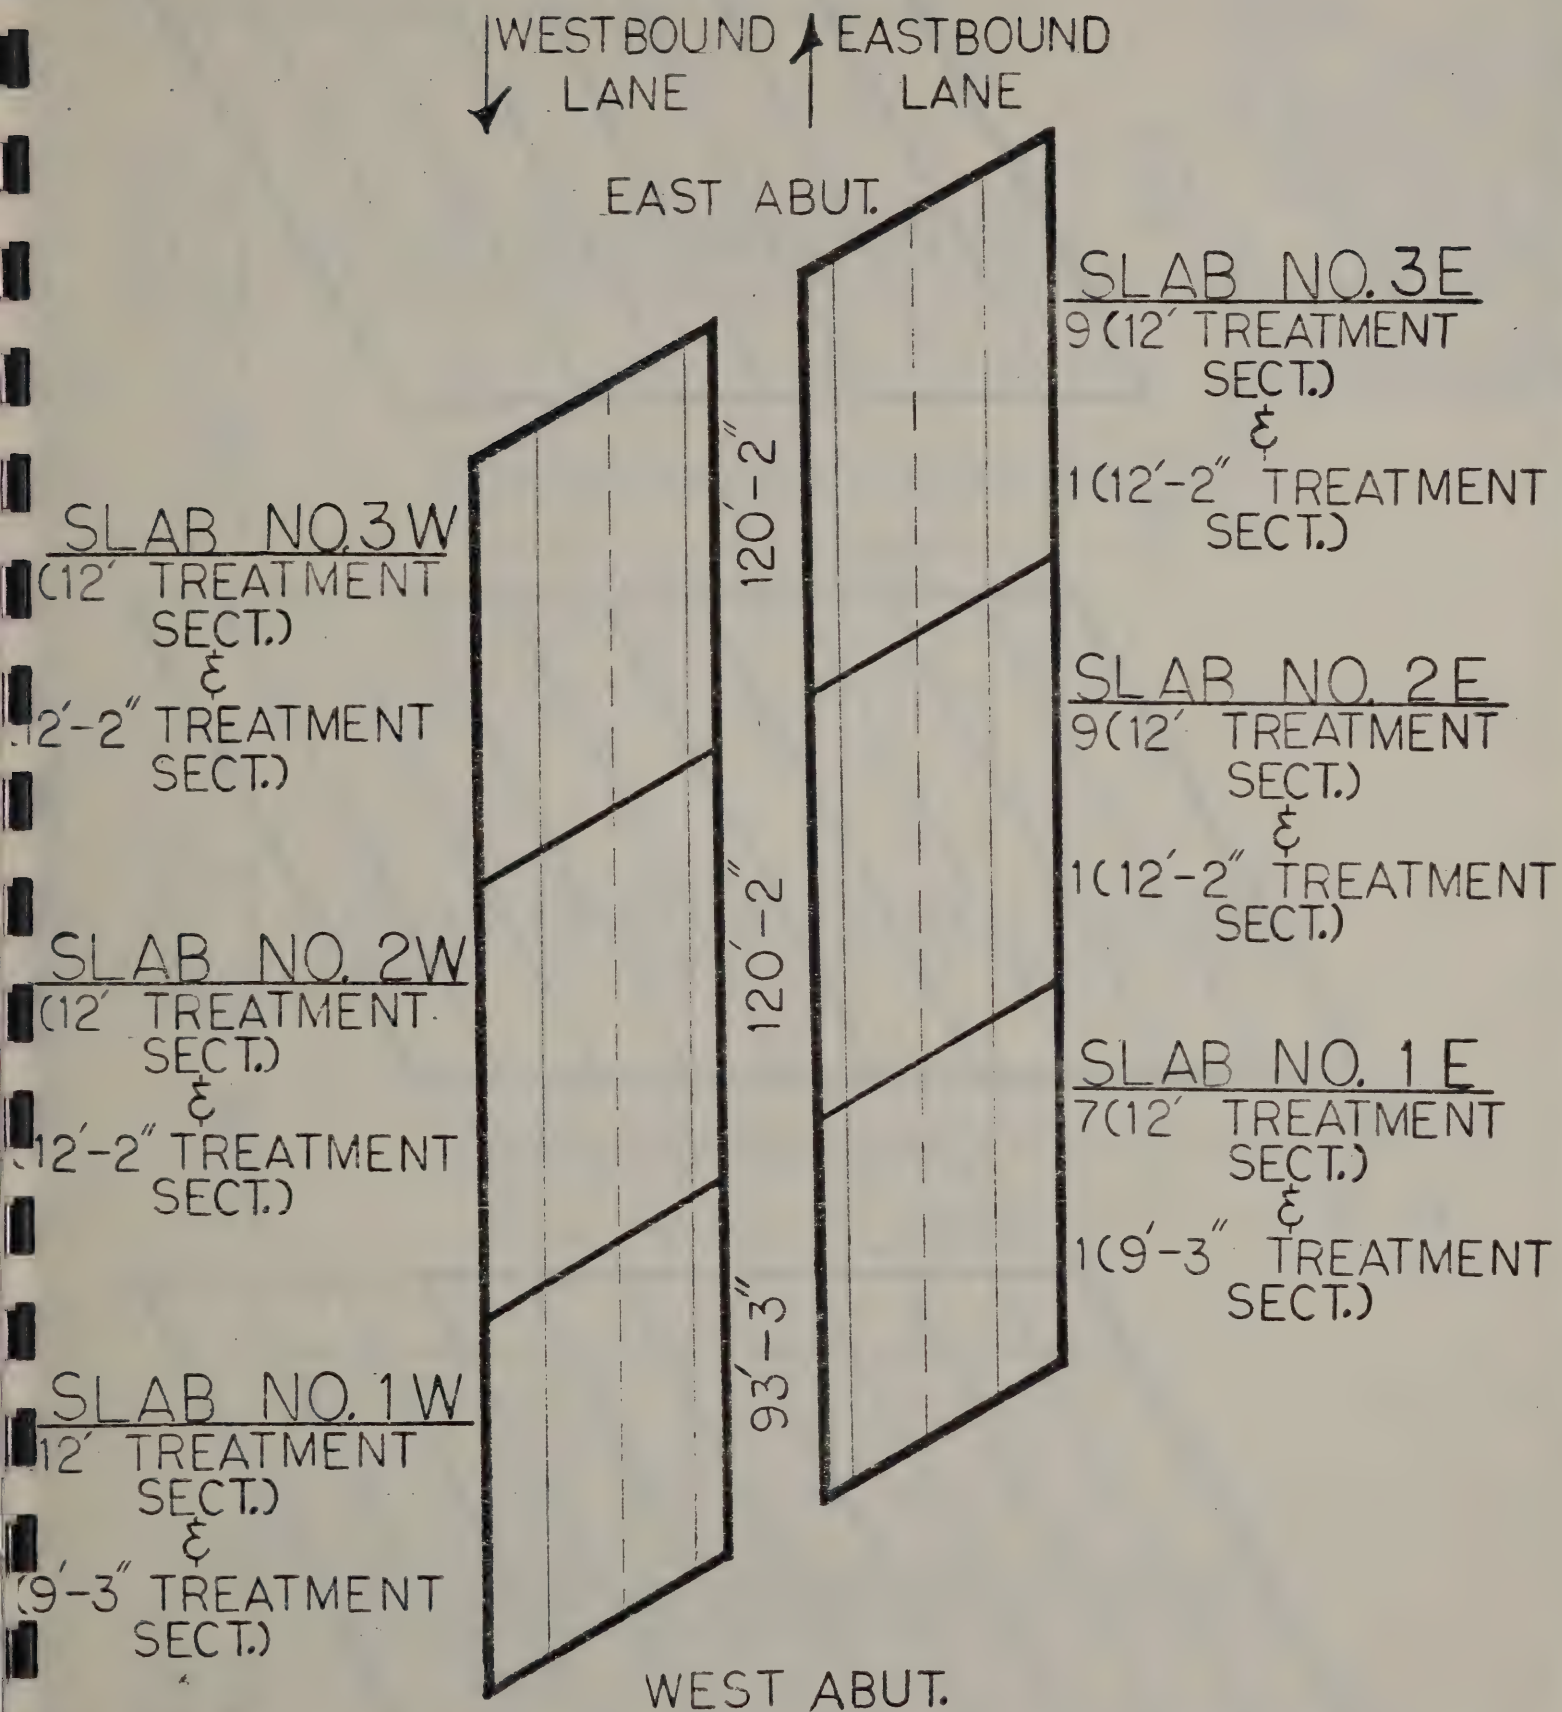 WESTBOUND
LANE
EASTBOUND
LANE
EAST ABUT.
SLAB NO. 3E
9(12' TREATMENT
SECT.)
&
1(12'-2" TREATMENT
SECT.)
120'-2"
SLAB NO. 3W
(12' TREATMENT
SECT.)
&
12'-2" TREATMENT
SECT.)
SLAB NO. 2E
9(12' TREATMENT
SECT.)
&
1(12'-2" TREATMENT
SECT.)
120'-2"
SLAB NO. 2W
(12' TREATMENT
SECT.)
&
12'-2" TREATMENT
SECT.)
SLAB NO. 1E
7(12' TREATMENT
SECT.)
&
1(9'-3" TREATMENT
SECT.)
93'-3"
SLAB NO. 1W
12' TREATMENT
SECT.)
&
(9'-3" TREATMENT
SECT.)
WEST ABUT.